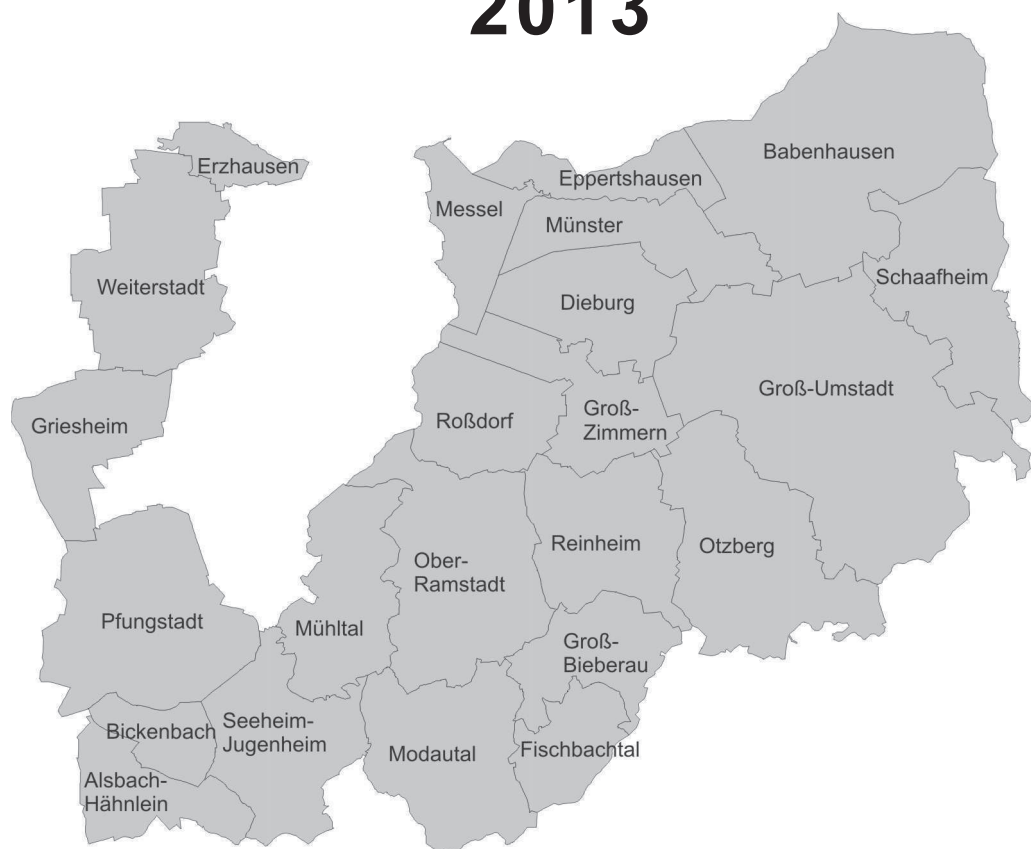 2013
Babenhausen
Erzhausen
Eppertshausen
Messel
Münster
Schaafheim
Weiterstadt
Dieburg
Groß-Umstadt
Griesheim
Roßdorf
Groß-
Zimmern
Reinheim
Otzberg
Ober-
Ramstadt
Pfungstadt
Mühltal
Groß-
Bieberau
Bickenbach
Seeheim-
Jugenheim
Modautal
Fischbachtal
Alsbach-
Hähnlein